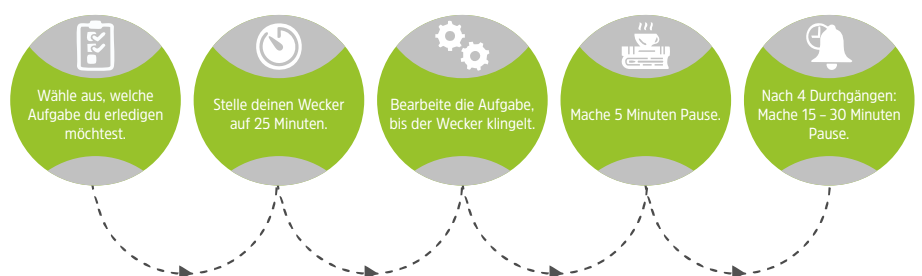 Wähle aus, welche
Aufgabe du erledigen
möchtest.
Stelle deinen Wecker
auf 25 Minuten.
Bearbeite die Aufgabe,
bis der Wecker klingelt.
Mache 5 Minuten Pause.
Nach 4 Durchgängen:
Mache 15 – 30 Minuten
Pause.